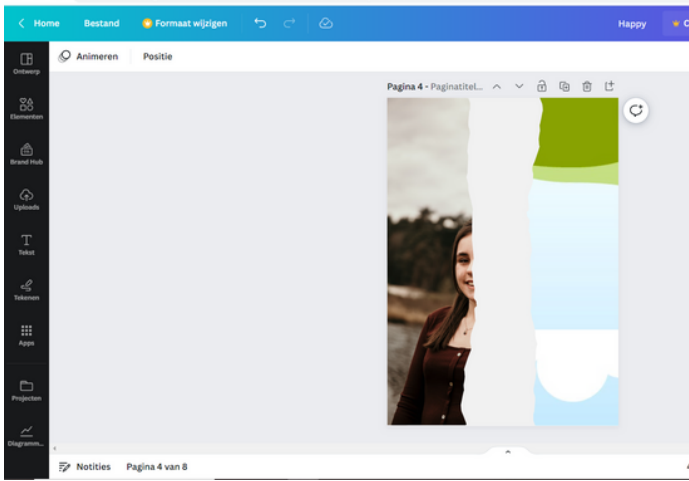 Home Bestand Formaat wijzigen Happy
Animeren Positie
Ontwerp
Elementen
Brand Hub
Uploads
Tekst
Tekenen
Apps
Projecten
Diagramm...
Pagina 4 - Paginatitel...
Notities Pagina 4 van 8